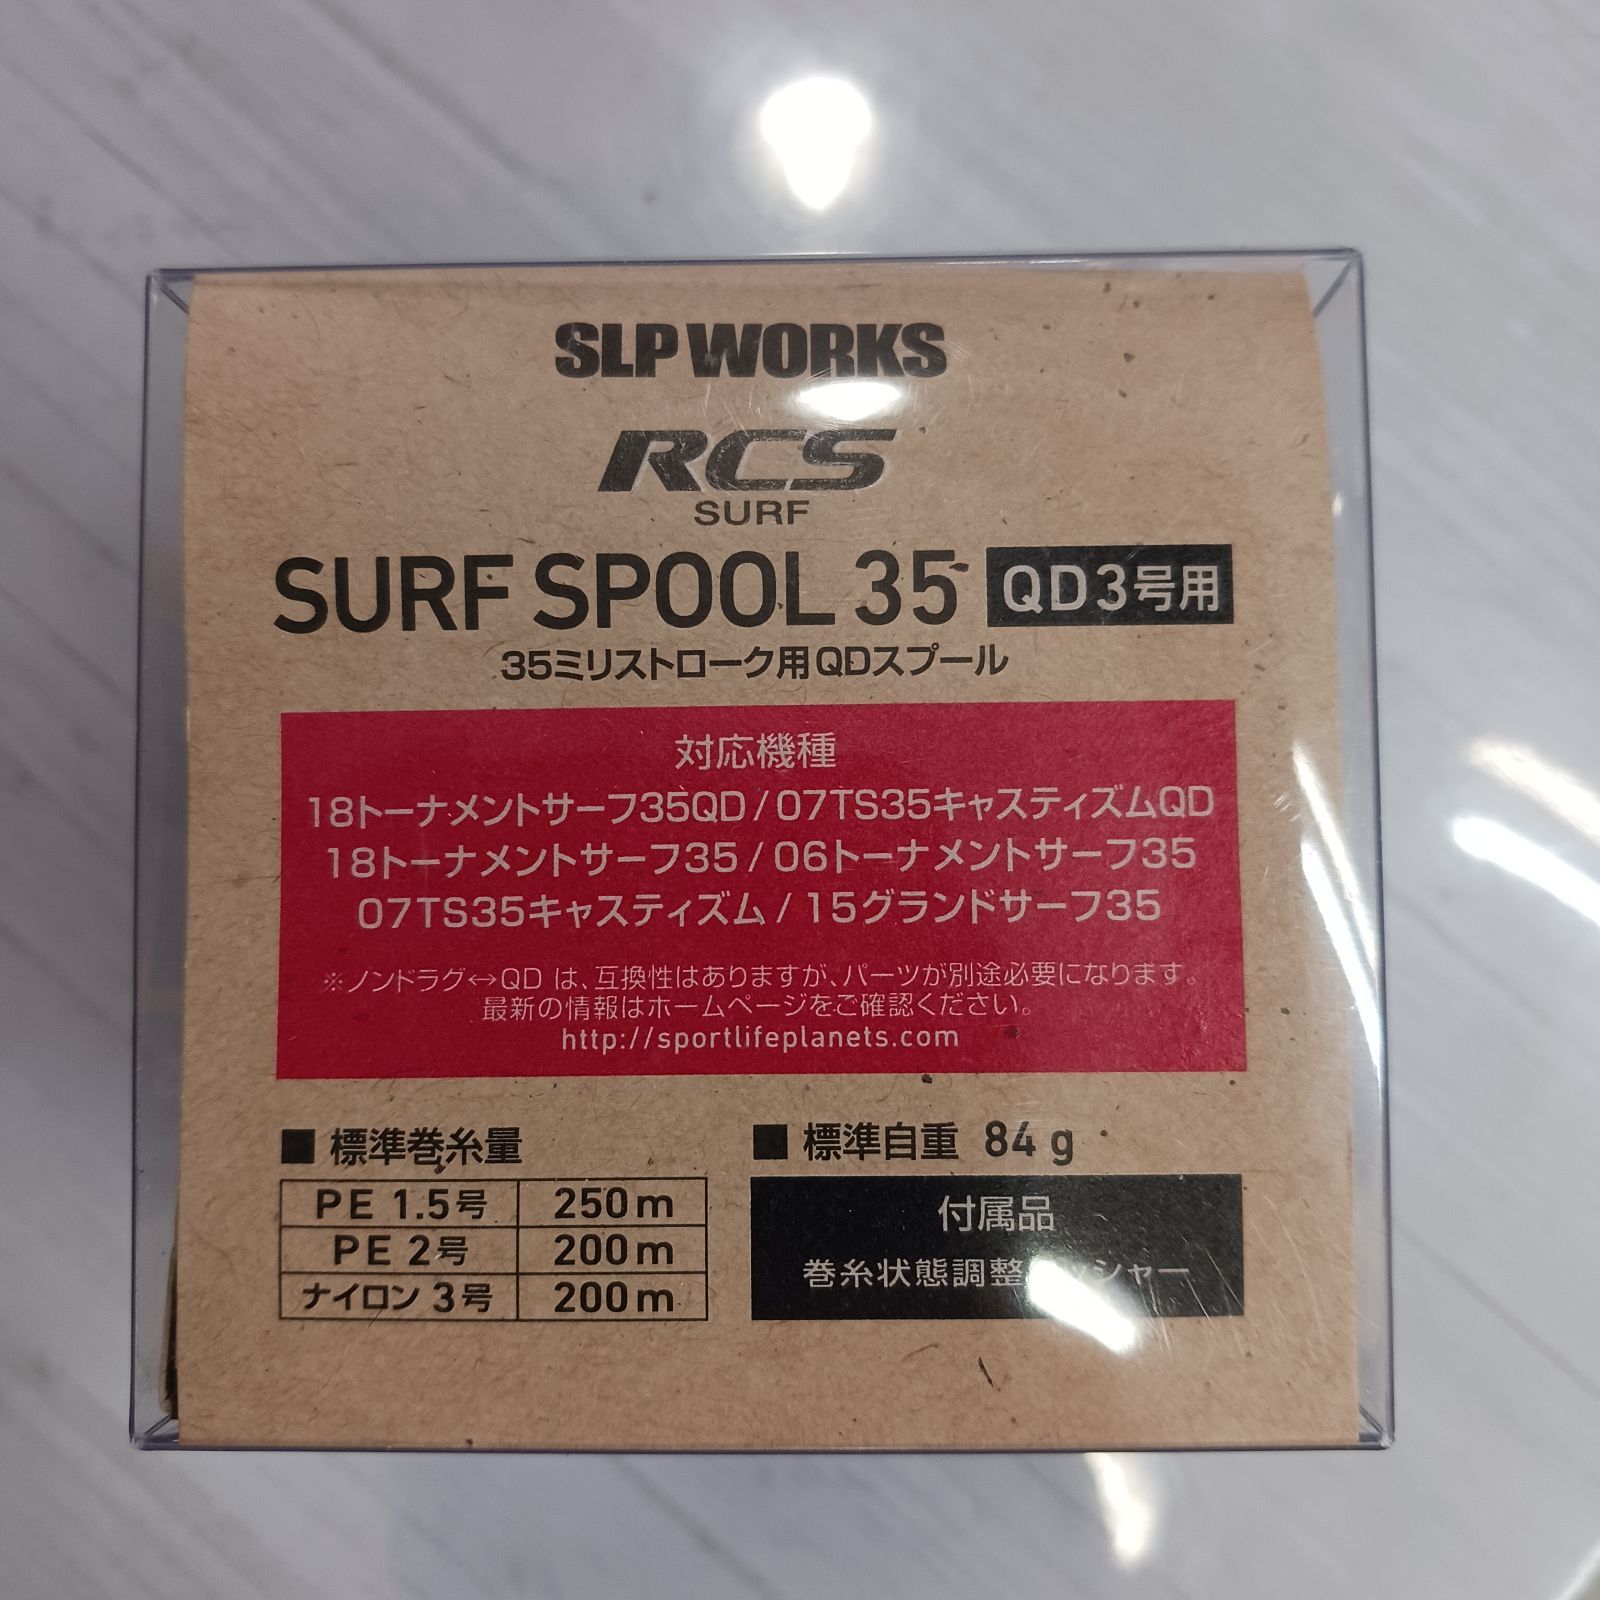 SLP WORKS
RCS
SURF
SURF SPOOL 35 QD3号用
35ミリストローク用QDスプール
対応機種
18トーナメントサーフ35QD / 07TS35キャスティズムQD
18トーナメントサーフ35 / 06トーナメントサーフ35
07TS35キャスティズム / 15グランドサーフ35
※ノンドラグ↔QD は、互換性はありますが、パーツが別途必要になります。
最新の情報はホームページをご確認ください。
http://sportlifeplanets.com
■ 標準巻糸量
PE 1.5号 250m
PE 2号 200m
ナイロン 3号 200m
■ 標準自重 84g
付属品
巻糸状態調整ッシャー